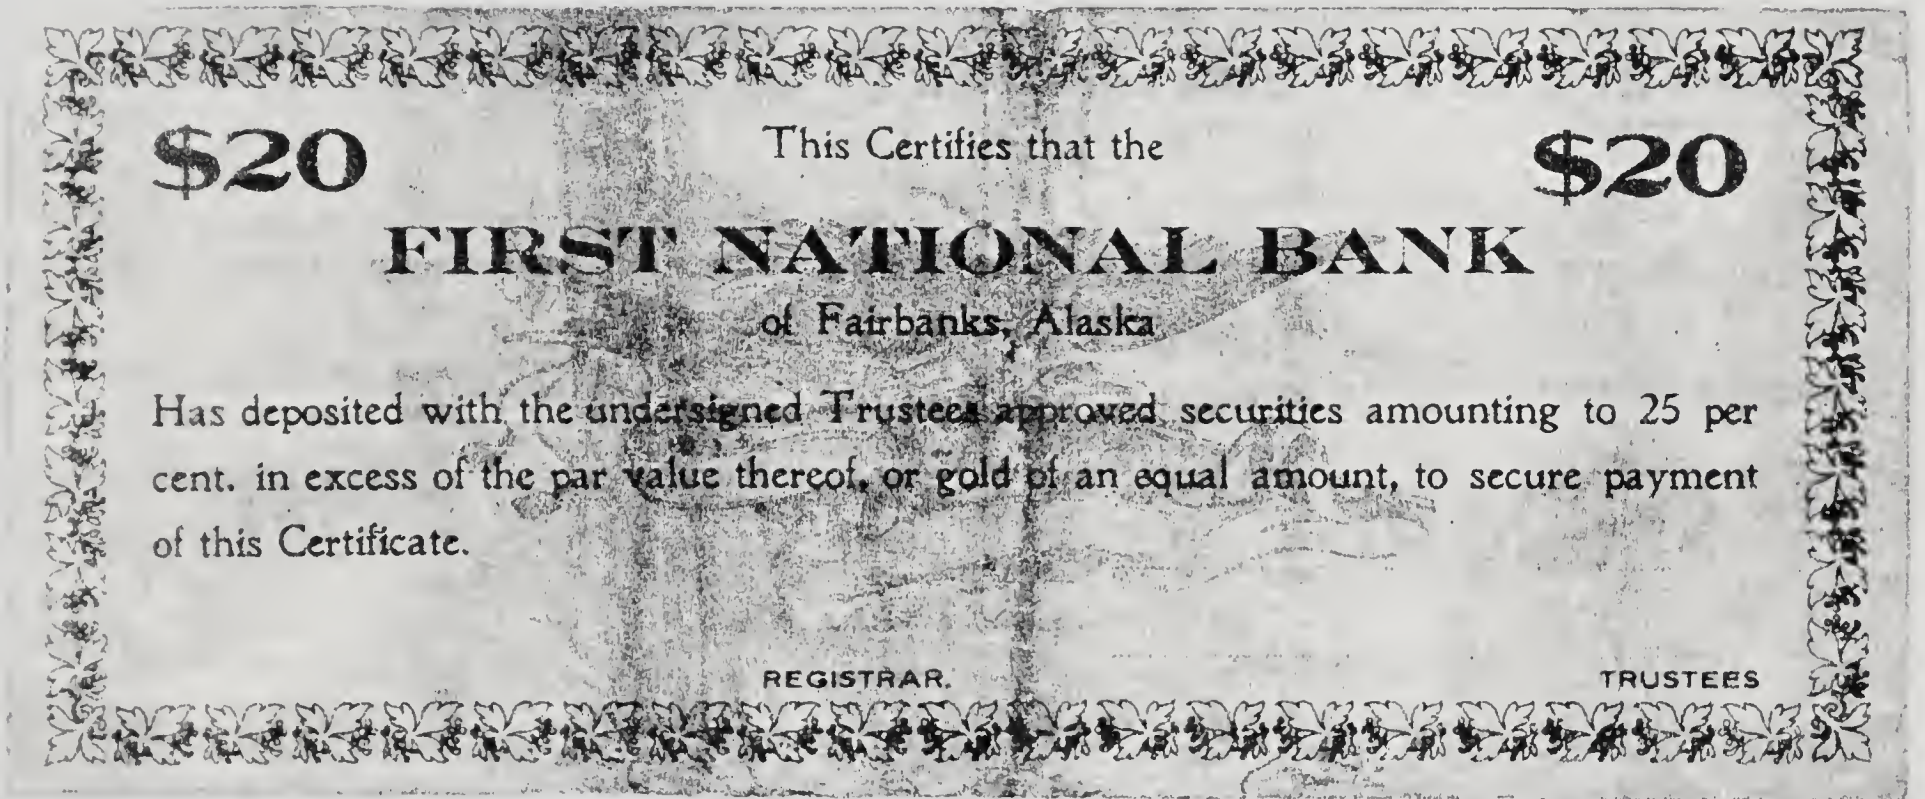 $20 This Certifies that the $20
FIRST NATIONAL BANK
of Fairbanks, Alaska
Has deposited with the undersigned Trustees approved securities amounting to 25 per
cent. in excess of the par value thereof, or gold of an equal amount, to secure payment
of this Certificate.
REGISTRAR. TRUSTEES